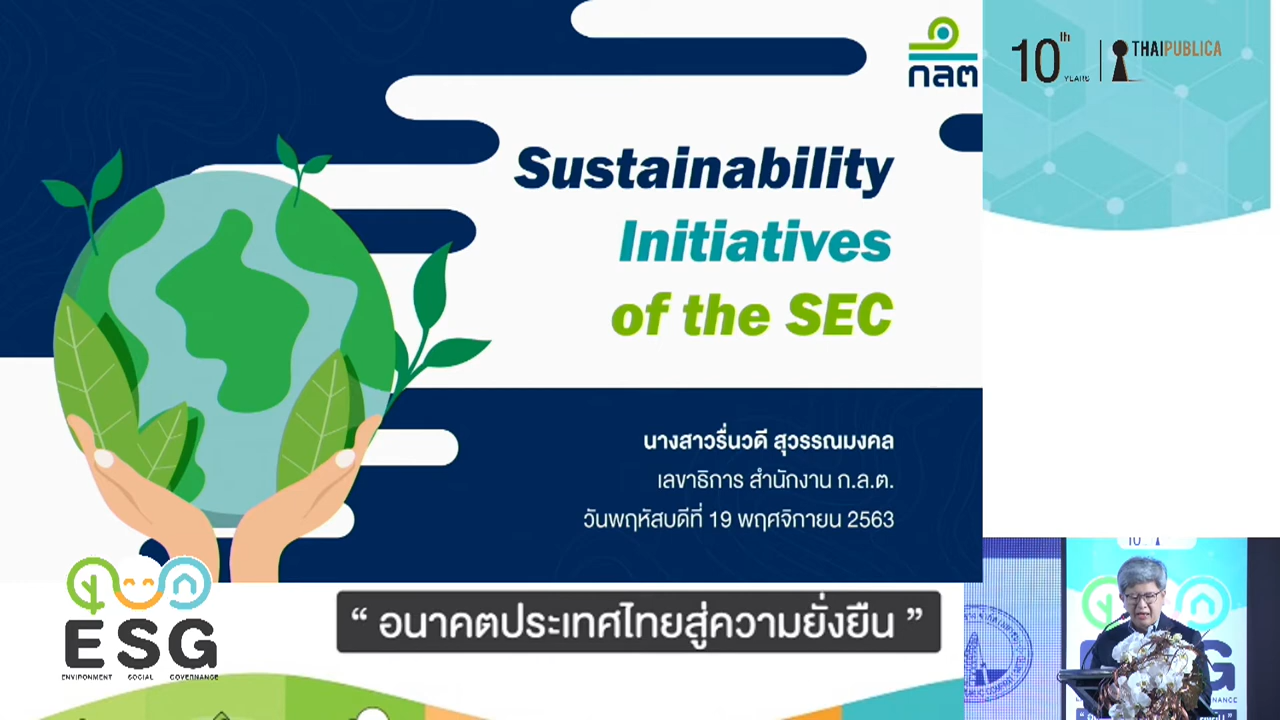 กลต
10th YEARS
THAIPUBLICA
Sustainability
Initiatives
of the SEC
นางสาวรื่นวดี สุวรรณมงคล
เลขาธิการ สำนักงาน ก.ล.ต.
วันพฤหัสบดีที่ 19 พฤศจิกายน 2563
“ อนาคตประเทศไทยสู่ความยั่งยืน ”
ESG
ENVIRONMENT SOCIAL GOVERNANCE